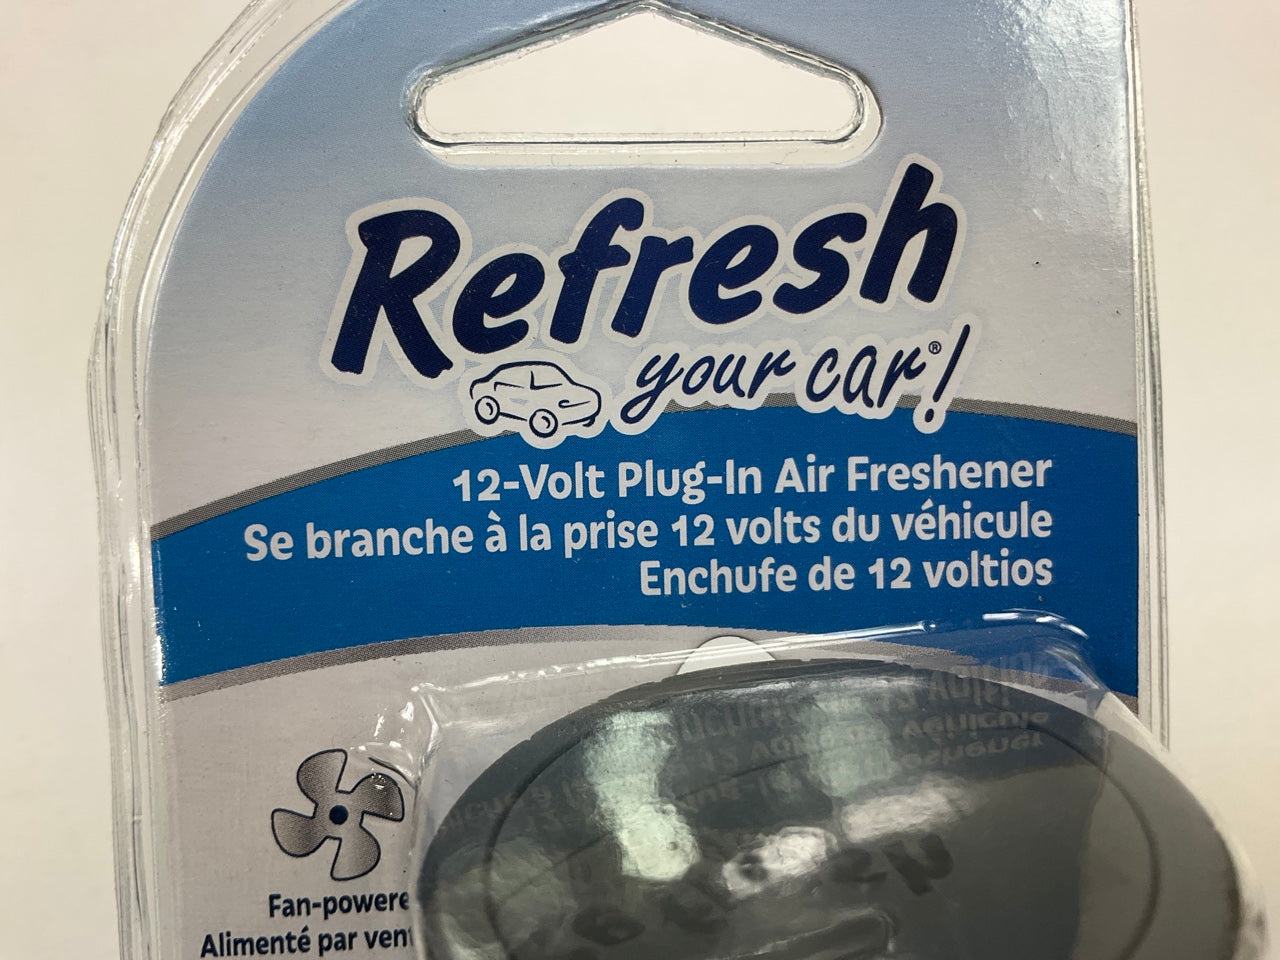 Refresh
your car®!
12-Volt Plug-In Air Freshener
Se branche à la prise 12 volts du véhicule
Enchufe de 12 voltios
Fan-powere
Alimenté par vent